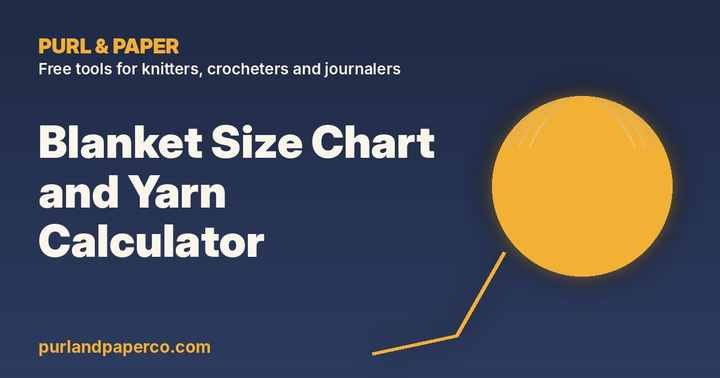 PURL & PAPER
Free tools for knitters, crocheters and journalers
Blanket Size Chart
and Yarn
Calculator
purlandpaperco.com